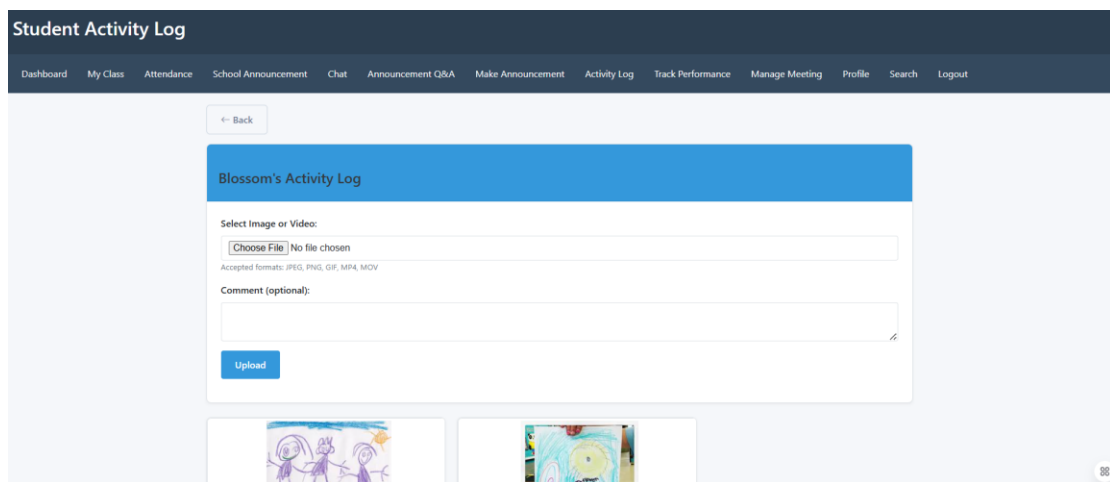 Student Activity Log
Dashboard My Class Attendance School Announcement Chat Announcement Q&A Make Announcement Activity Log Track Performance Manage Meeting Profile Search Logout
← Back
Blossom's Activity Log
Select Image or Video:
Choose File No file chosen
Accepted formats: JPEG, PNG, GIF, MP4, MOV
Comment (optional):
Upload